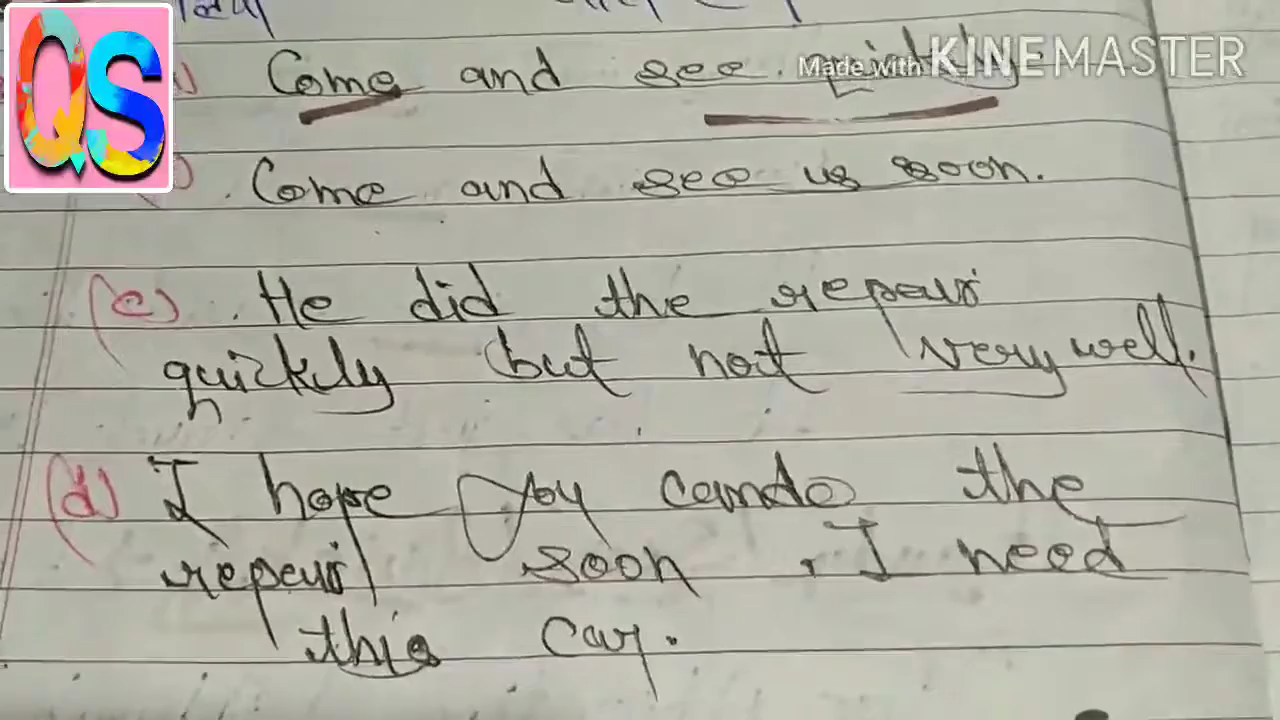 QS
Made with KINEMASTER
Come and see quickly
Come and see us soon.
(c) . He did the repair
quickly but not very well.
(d) I hope you can do the
repair soon . I need
this car.